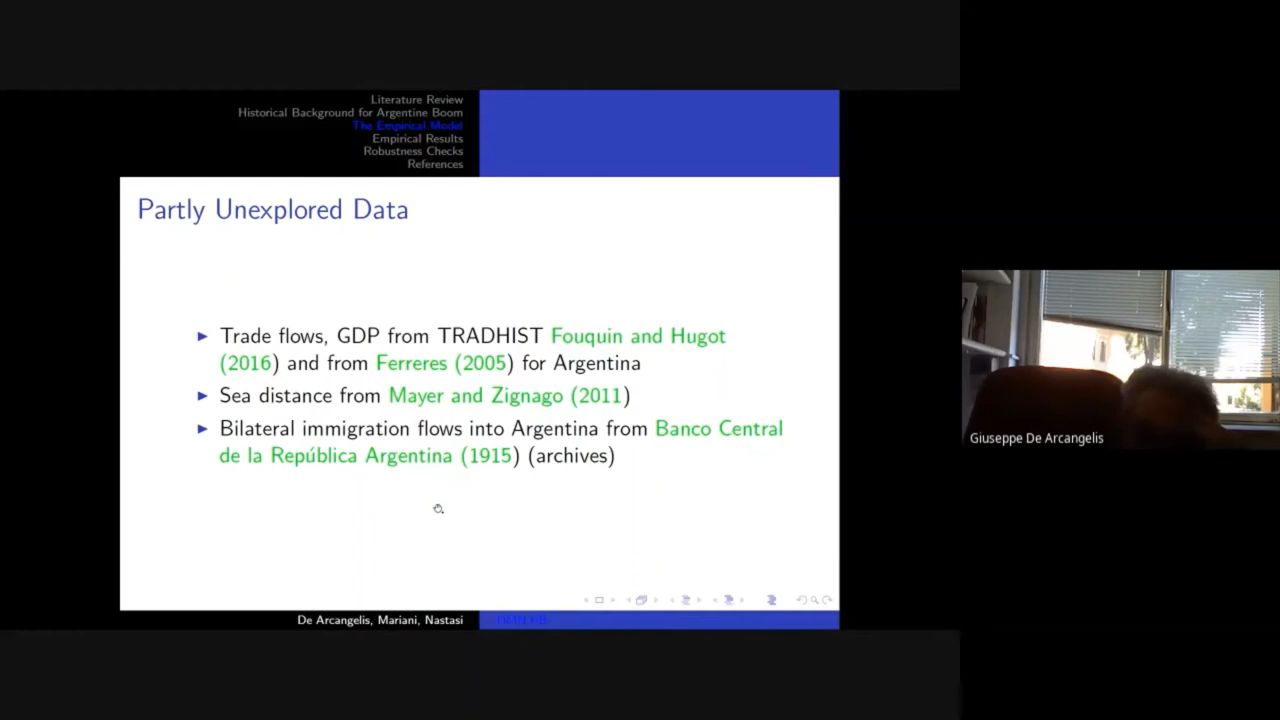 Literature Review
Historical Background for Argentine Boom
The Empirical Model
Empirical Results
Robustness Checks
References
Partly Unexplored Data
Trade flows, GDP from TRADHIST Fouquin and Hugot
(2016) and from Ferreres (2005) for Argentina
Sea distance from Mayer and Zignago (2011)
Bilateral immigration flows into Argentina from Banco Central
de la República Argentina (1915) (archives)
De Arcangelis, Mariani, Nastasi
Giuseppe De Arcangelis